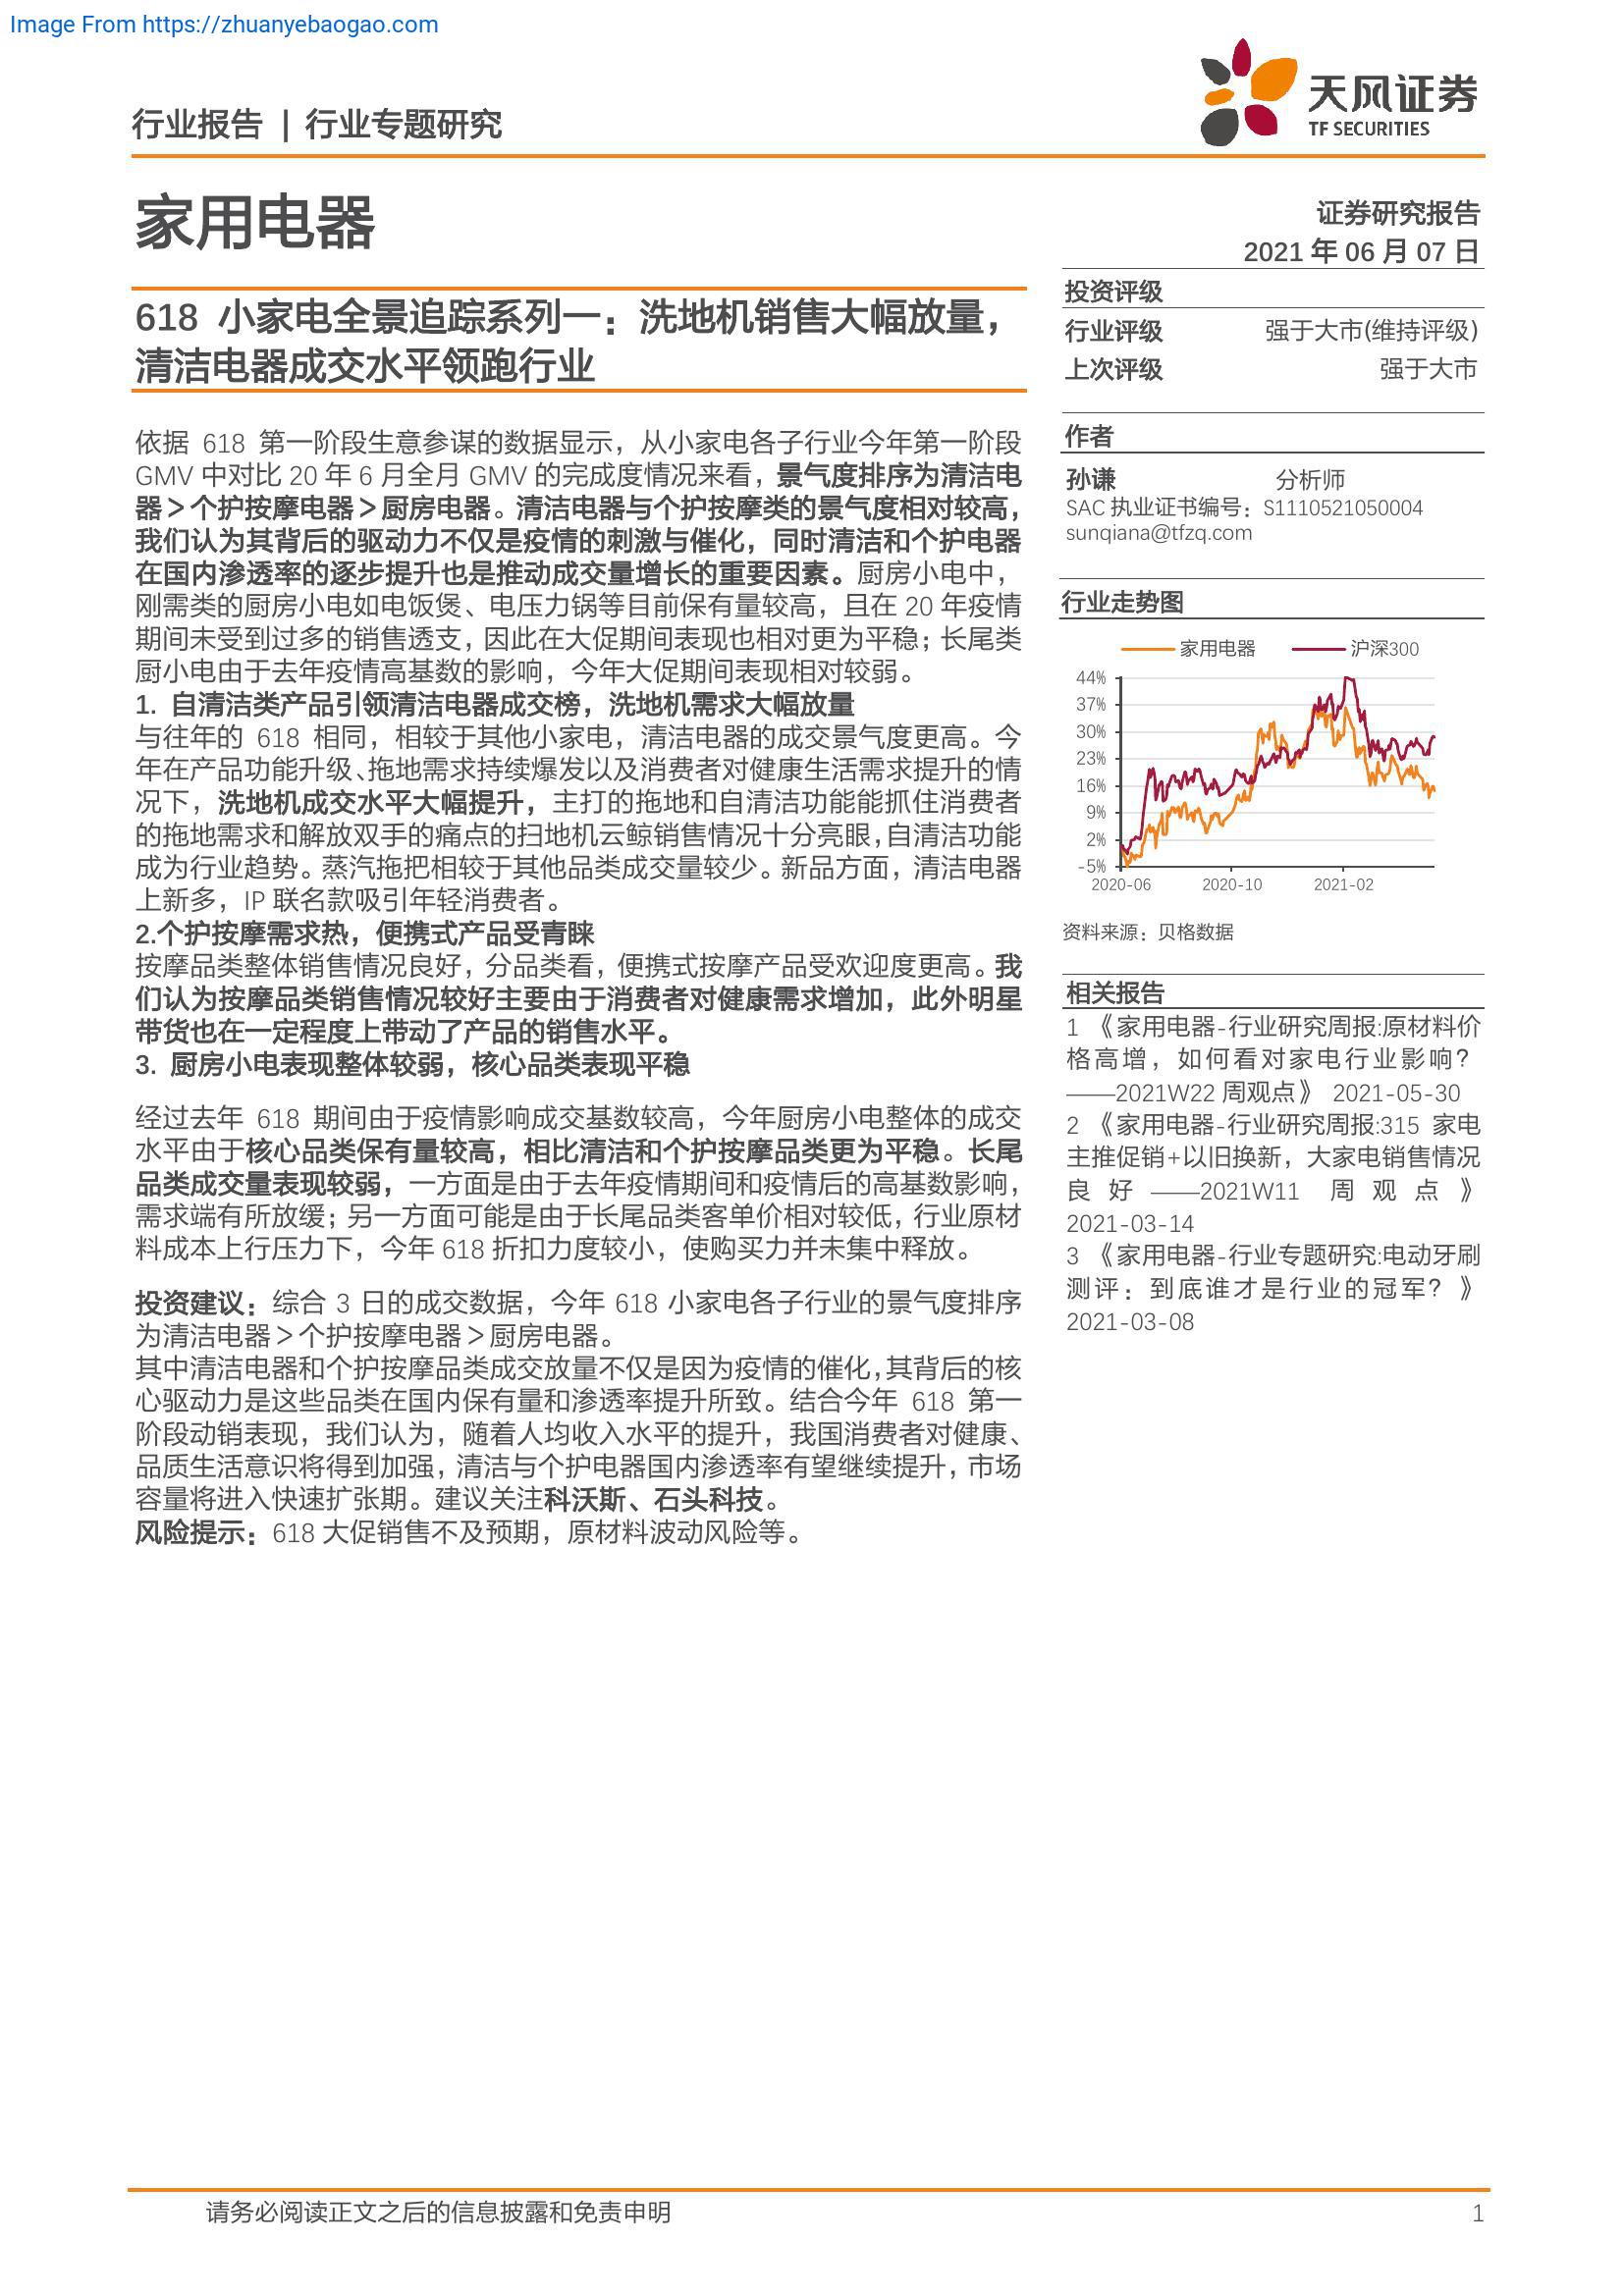 Image From https://zhuanyebaogao.com
行业报告 | 行业专题研究
天风证券
TF SECURITIES
家用电器
证券研究报告
2021 年 06 月 07 日
618 小家电全景追踪系列一：洗地机销售大幅放量，
清洁电器成交水平领跑行业
依据 618 第一阶段生意参谋的数据显示，从小家电各子行业今年第一阶段
GMV 中对比 20 年 6 月全月 GMV 的完成度情况来看，景气度排序为清洁电
器＞个护按摩电器＞厨房电器。清洁电器与个护按摩类的景气度相对较高，
我们认为其背后的驱动力不仅是疫情的刺激与催化，同时清洁和个护电器
在国内渗透率的逐步提升也是推动成交量增长的重要因素。厨房小电中，
刚需类的厨房小电如电饭煲、电压力锅等目前保有量较高，且在 20 年疫情
期间未受到过多的销售透支，因此在大促期间表现也相对更为平稳；长尾类
厨小电由于去年疫情高基数的影响，今年大促期间表现相对较弱。
1. 自清洁类产品引领清洁电器成交榜，洗地机需求大幅放量
与往年的 618 相同，相较于其他小家电，清洁电器的成交景气度更高。今
年在产品功能升级、拖地需求持续爆发以及消费者对健康生活需求提升的情
况下，洗地机成交水平大幅提升，主打的拖地和自清洁功能能抓住消费者
的拖地需求和解放双手的痛点的扫地机云鲸销售情况十分亮眼，自清洁功能
成为行业趋势。蒸汽拖把相较于其他品类成交量较少。新品方面，清洁电器
上新多，IP 联名款吸引年轻消费者。
2.个护按摩需求热，便携式产品受青睐
按摩品类整体销售情况良好，分品类看，便携式按摩产品受欢迎度更高。我
们认为按摩品类销售情况较好主要由于消费者对健康需求增加，此外明星
带货也在一定程度上带动了产品的销售水平。
3. 厨房小电表现整体较弱，核心品类表现平稳
经过去年 618 期间由于疫情影响成交基数较高，今年厨房小电整体的成交
水平由于核心品类保有量较高，相比清洁和个护按摩品类更为平稳。长尾
品类成交量表现较弱，一方面是由于去年疫情期间和疫情后的高基数影响，
需求端有所放缓；另一方面可能是由于长尾品类客单价相对较低，行业原材
料成本上行压力下，今年 618 折扣力度较小，使购买力并未集中释放。
投资建议：综合 3 日的成交数据，今年 618 小家电各子行业的景气度排序
为清洁电器＞个护按摩电器＞厨房电器。
其中清洁电器和个护按摩品类成交放量不仅是因为疫情的催化，其背后的核
心驱动力是这些品类在国内保有量和渗透率提升所致。结合今年 618 第一
阶段动销表现，我们认为，随着人均收入水平的提升，我国消费者对健康、
品质生活意识将得到加强，清洁与个护电器国内渗透率有望继续提升，市场
容量将进入快速扩张期。建议关注科沃斯、石头科技。
风险提示：618 大促销售不及预期，原材料波动风险等。
投资评级
行业评级 强于大市(维持评级)
上次评级 强于大市
作者
孙谦 分析师
SAC 执业证书编号：S1110521050004
sunqiana@tfzq.com
行业走势图
家用电器 沪深300
44%
37%
30%
23%
16%
9%
2%
-5%
2020-06 2020-10 2021-02
资料来源：贝格数据
相关报告
1 《家用电器-行业研究周报:原材料价
格高增，如何看对家电行业影响？
——2021W22 周观点》 2021-05-30
2 《家用电器-行业研究周报:315 家电
主推促销+以旧换新，大家电销售情况
良好——2021W11 周观点》
2021-03-14
3 《家用电器-行业专题研究:电动牙刷
测评：到底谁才是行业的冠军？》
2021-03-08
请务必阅读正文之后的信息披露和免责申明 1